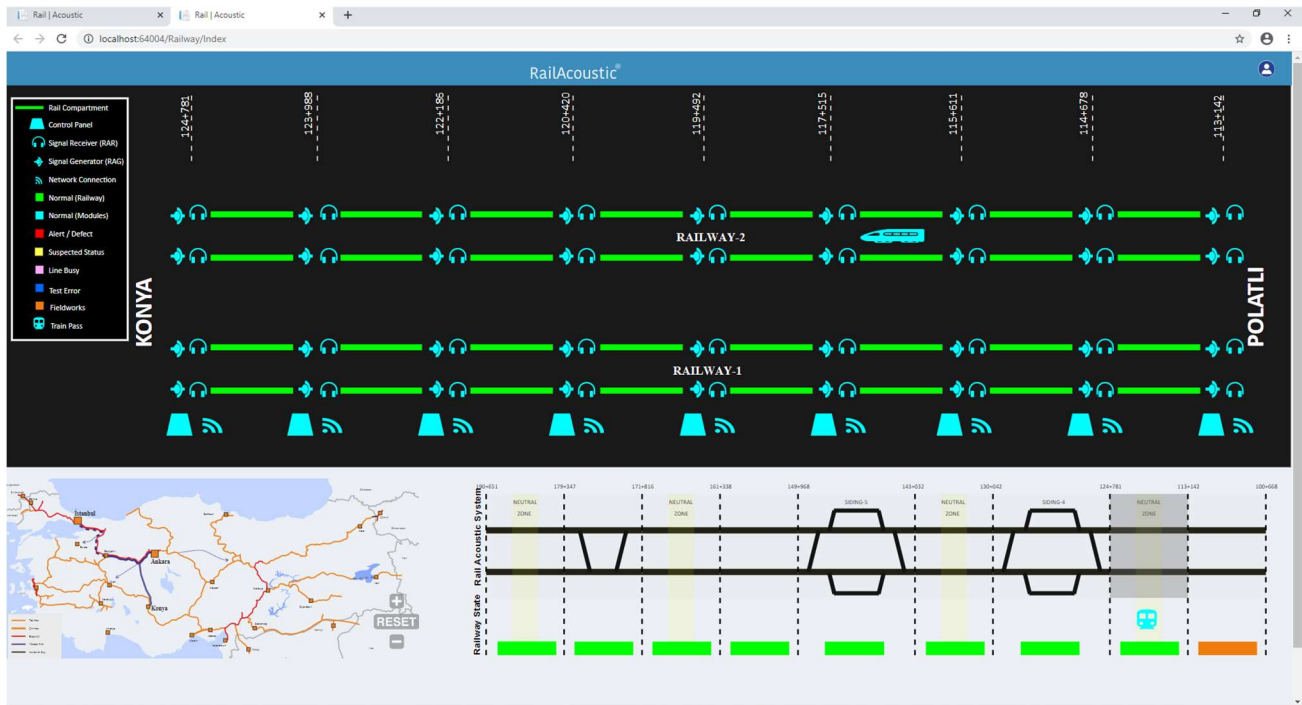 Rail | Acoustic
Rail | Acoustic
localhost:64004/Railway/Index
RailAcoustic®
Rail Compartment
Control Panel
Signal Receiver (RAR)
Signal Generator (RAG)
Network Connection
Normal (Railway)
Normal (Modules)
Alert / Defect
Suspected Status
Line Busy
Test Error
Fieldworks
Train Pass
124+781
123+988
122+186
120+420
119+492
117+515
115+611
114+678
113+142
KONYA
RAILWAY-2
POLATLI
RAILWAY-1
İstanbul
Ankara
Konya
RESET
Rail Acoustic System
Railway State
179+347
171+816
161+338
149+968
143+032
130+042
124+781
113+142
100+668
NEUTRAL
ZONE
NEUTRAL
ZONE
SIDING-5
NEUTRAL
ZONE
SIDING-4
NEUTRAL
ZONE